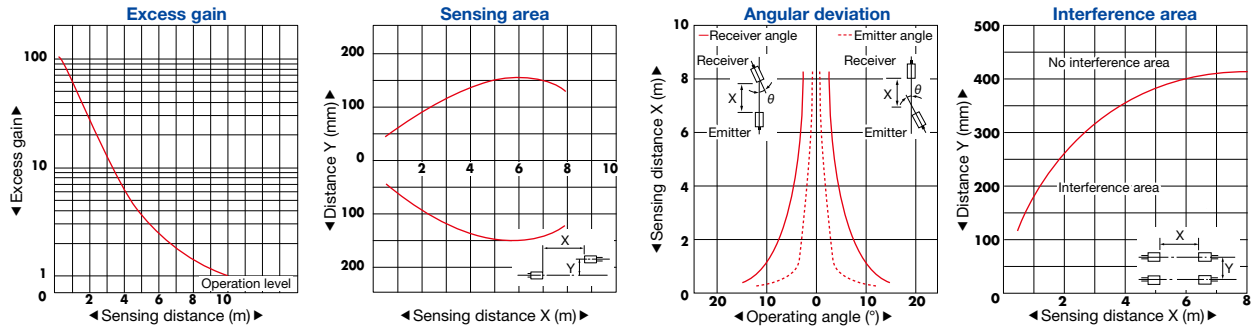 Excess gain
100
10
1
0
2
4
6
8
10
Operation level
◄Excess gain►
◄Sensing distance (m)►
Sensing area
200
100
0
100
200
2
4
6
8
10
X
Y
◄Distance Y (mm)►
◄Sensing distance X (m)►
Angular deviation
10
8
6
4
2
0
Receiver angle
Emitter angle
Receiver
X
θ
Emitter
Receiver
X
θ
Emitter
20
10
0
10
20
◄Sensing distance X (m)►
◄Operating angle (°)►
Interference area
500
400
300
200
100
0
No interference area
Interference area
X
Y
0
2
4
6
8
◄Distance Y (mm)►
◄Sensing distance X (m)►